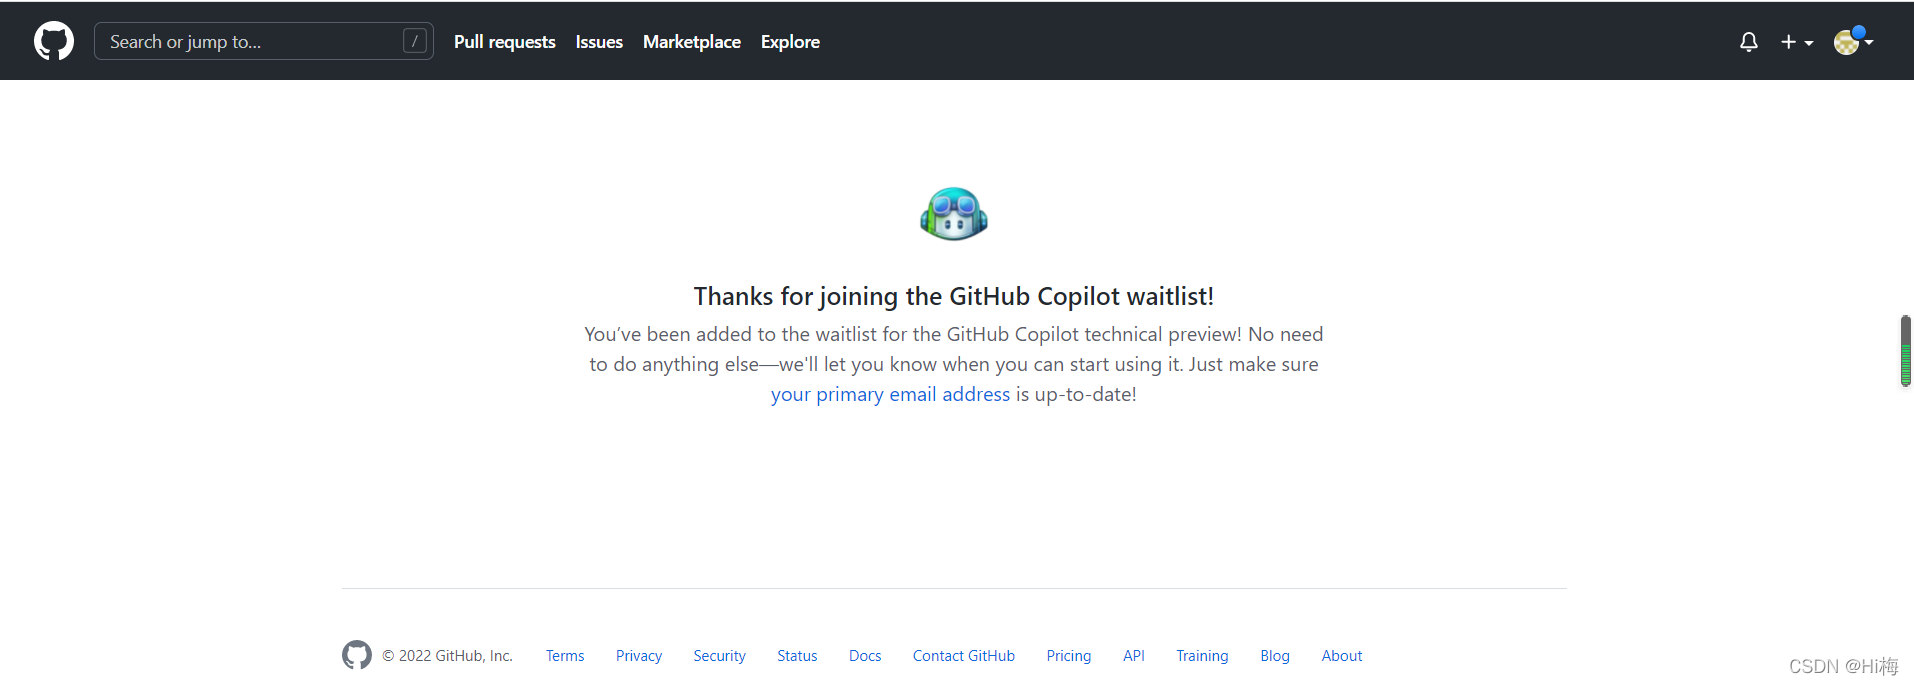 Search or jump to... /
Pull requests Issues Marketplace Explore
Thanks for joining the GitHub Copilot waitlist!
You’ve been added to the waitlist for the GitHub Copilot technical preview! No need
to do anything else—we'll let you know when you can start using it. Just make sure
your primary email address is up-to-date!
© 2022 GitHub, Inc. Terms Privacy Security Status Docs Contact GitHub Pricing API Training Blog About
CSDN @Hi梅